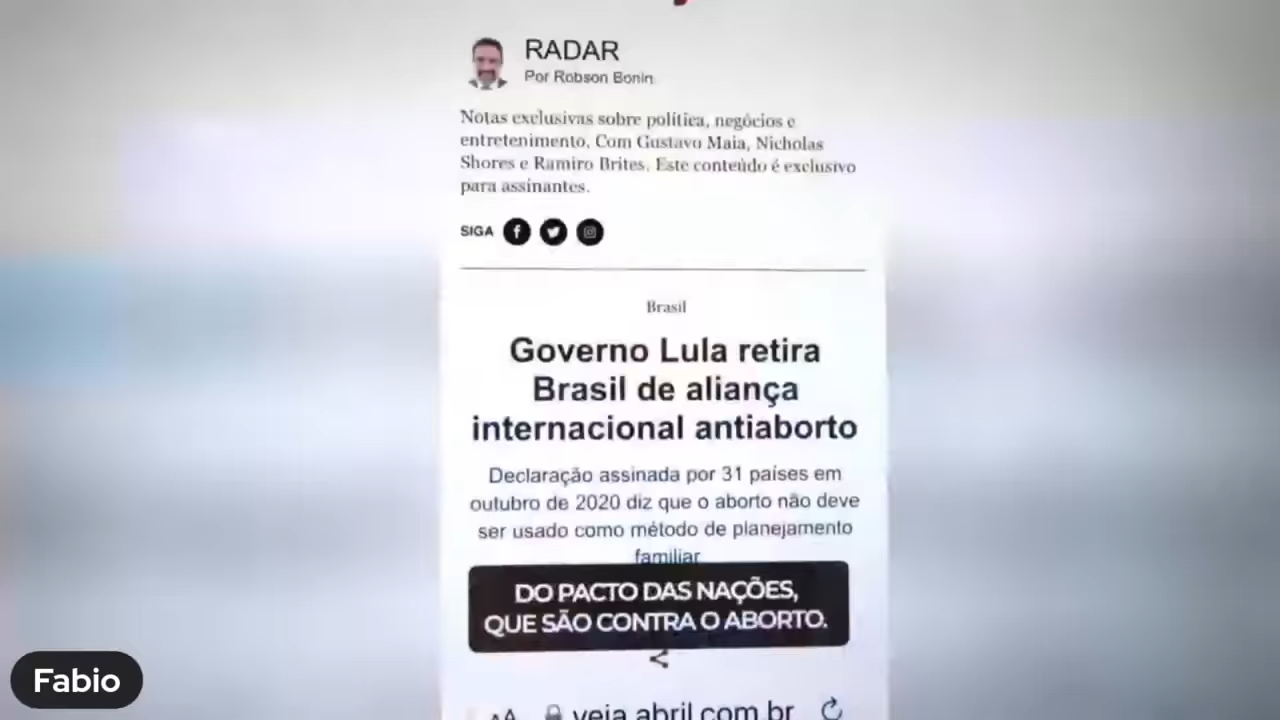 RADAR
Por Robson Bonin
Notas exclusivas sobre política, negócios e
entretenimento. Com Gustavo Maia, Nicholas
Shores e Ramiro Brites. Este conteúdo é exclusivo
para assinantes.
SIGA
Brasil
Governo Lula retira
Brasil de aliança
internacional antiaborto
Declaração assinada por 31 países em
outubro de 2020 diz que o aborto não deve
ser usado como método de planejamento
familiar
DO PACTO DAS NAÇÕES,
QUE SÃO CONTRA O ABORTO.
AA veja.abril.com.br
Fabio